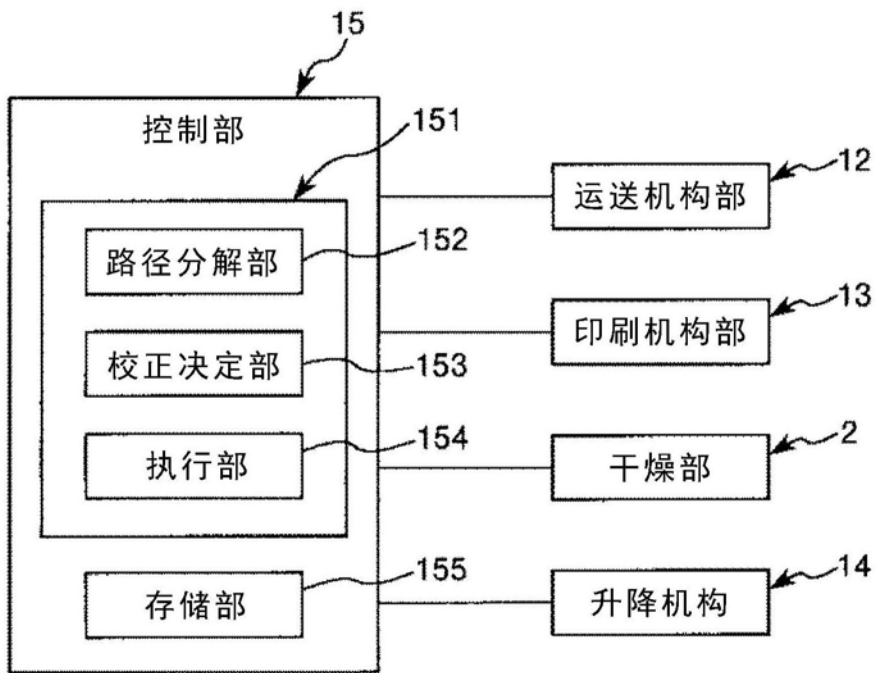 15
控制部
151
路径分解部
152
校正决定部
153
执行部
154
存储部
155
运送机构部
12
印刷机构部
13
干燥部
2
升降机构
14